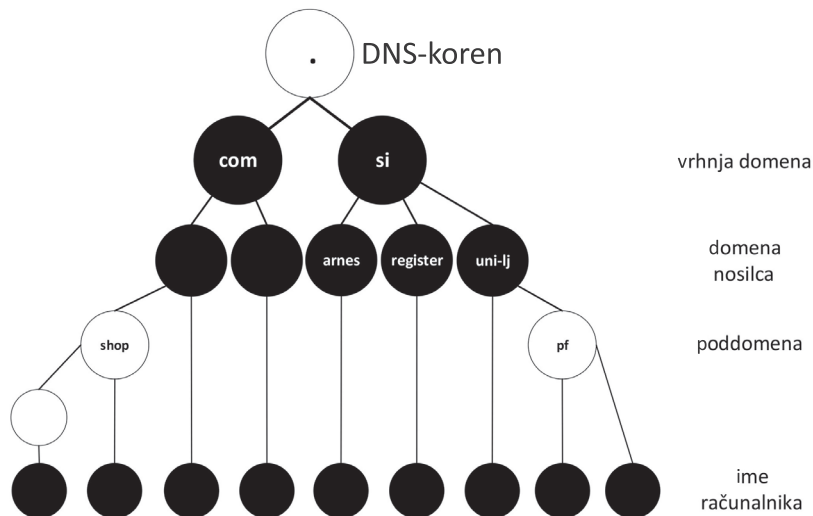 .
DNS-koren
com
si
vrhnja domena
arnes
register
uni-lj
domena
nosilca
shop
pf
poddomena
ime
računalnika